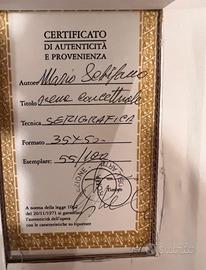 CERTIFICATO
DI AUTENTICITÀ
E PROVENIENZA
Autore Mario Schifano
Titolo
Tecnica SERIGRAFICA
Formato 35x50
Esemplare: 55/100
A norma della legge 1062
del 20/11/1971 si garantisce
l'autenticità dell'opera
con le caratteristiche su riportate